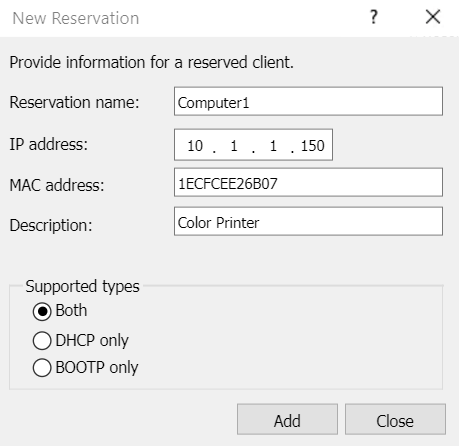 New Reservation ?
Provide information for a reserved client.
Reservation name: Computer1
IP address: 10 . 1 . 1 . 150
MAC address: 1ECFCEE26B07
Description: Color Printer
Supported types
Both
DHCP only
BOOTP only
Add Close